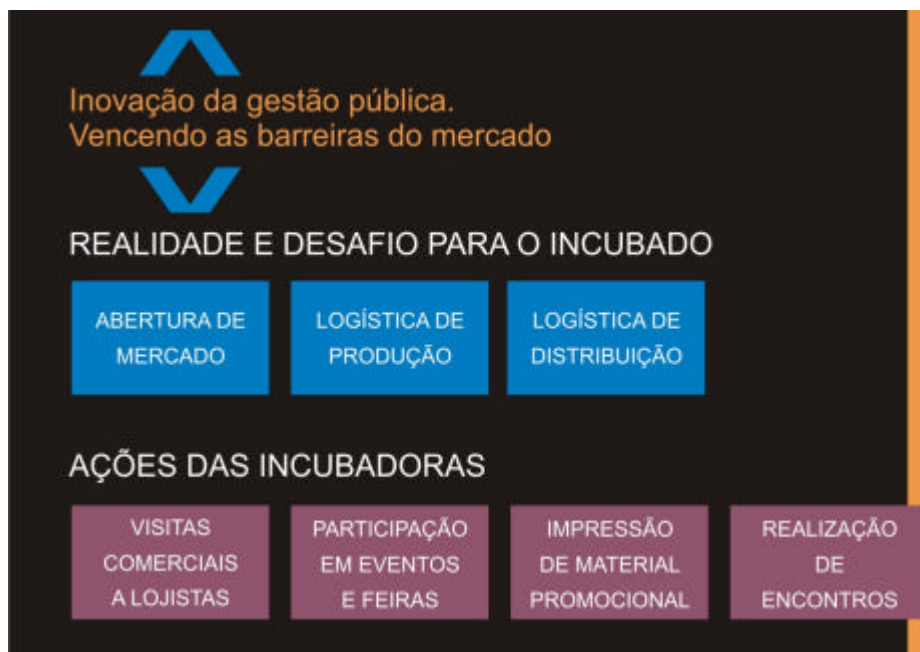 Inovação da gestão pública.
Vencendo as barreiras do mercado
REALIDADE E DESAFIO PARA O INCUBADO
ABERTURA DE
MERCADO
LOGÍSTICA DE
PRODUÇÃO
LOGÍSTICA DE
DISTRIBUIÇÃO
AÇÕES DAS INCUBADORAS
VISITAS
COMERCIAIS
A LOJISTAS
PARTICIPAÇÃO
EM EVENTOS
E FEIRAS
IMPRESSÃO
DE MATERIAL
PROMOCIONAL
REALIZAÇÃO
DE
ENCONTROS